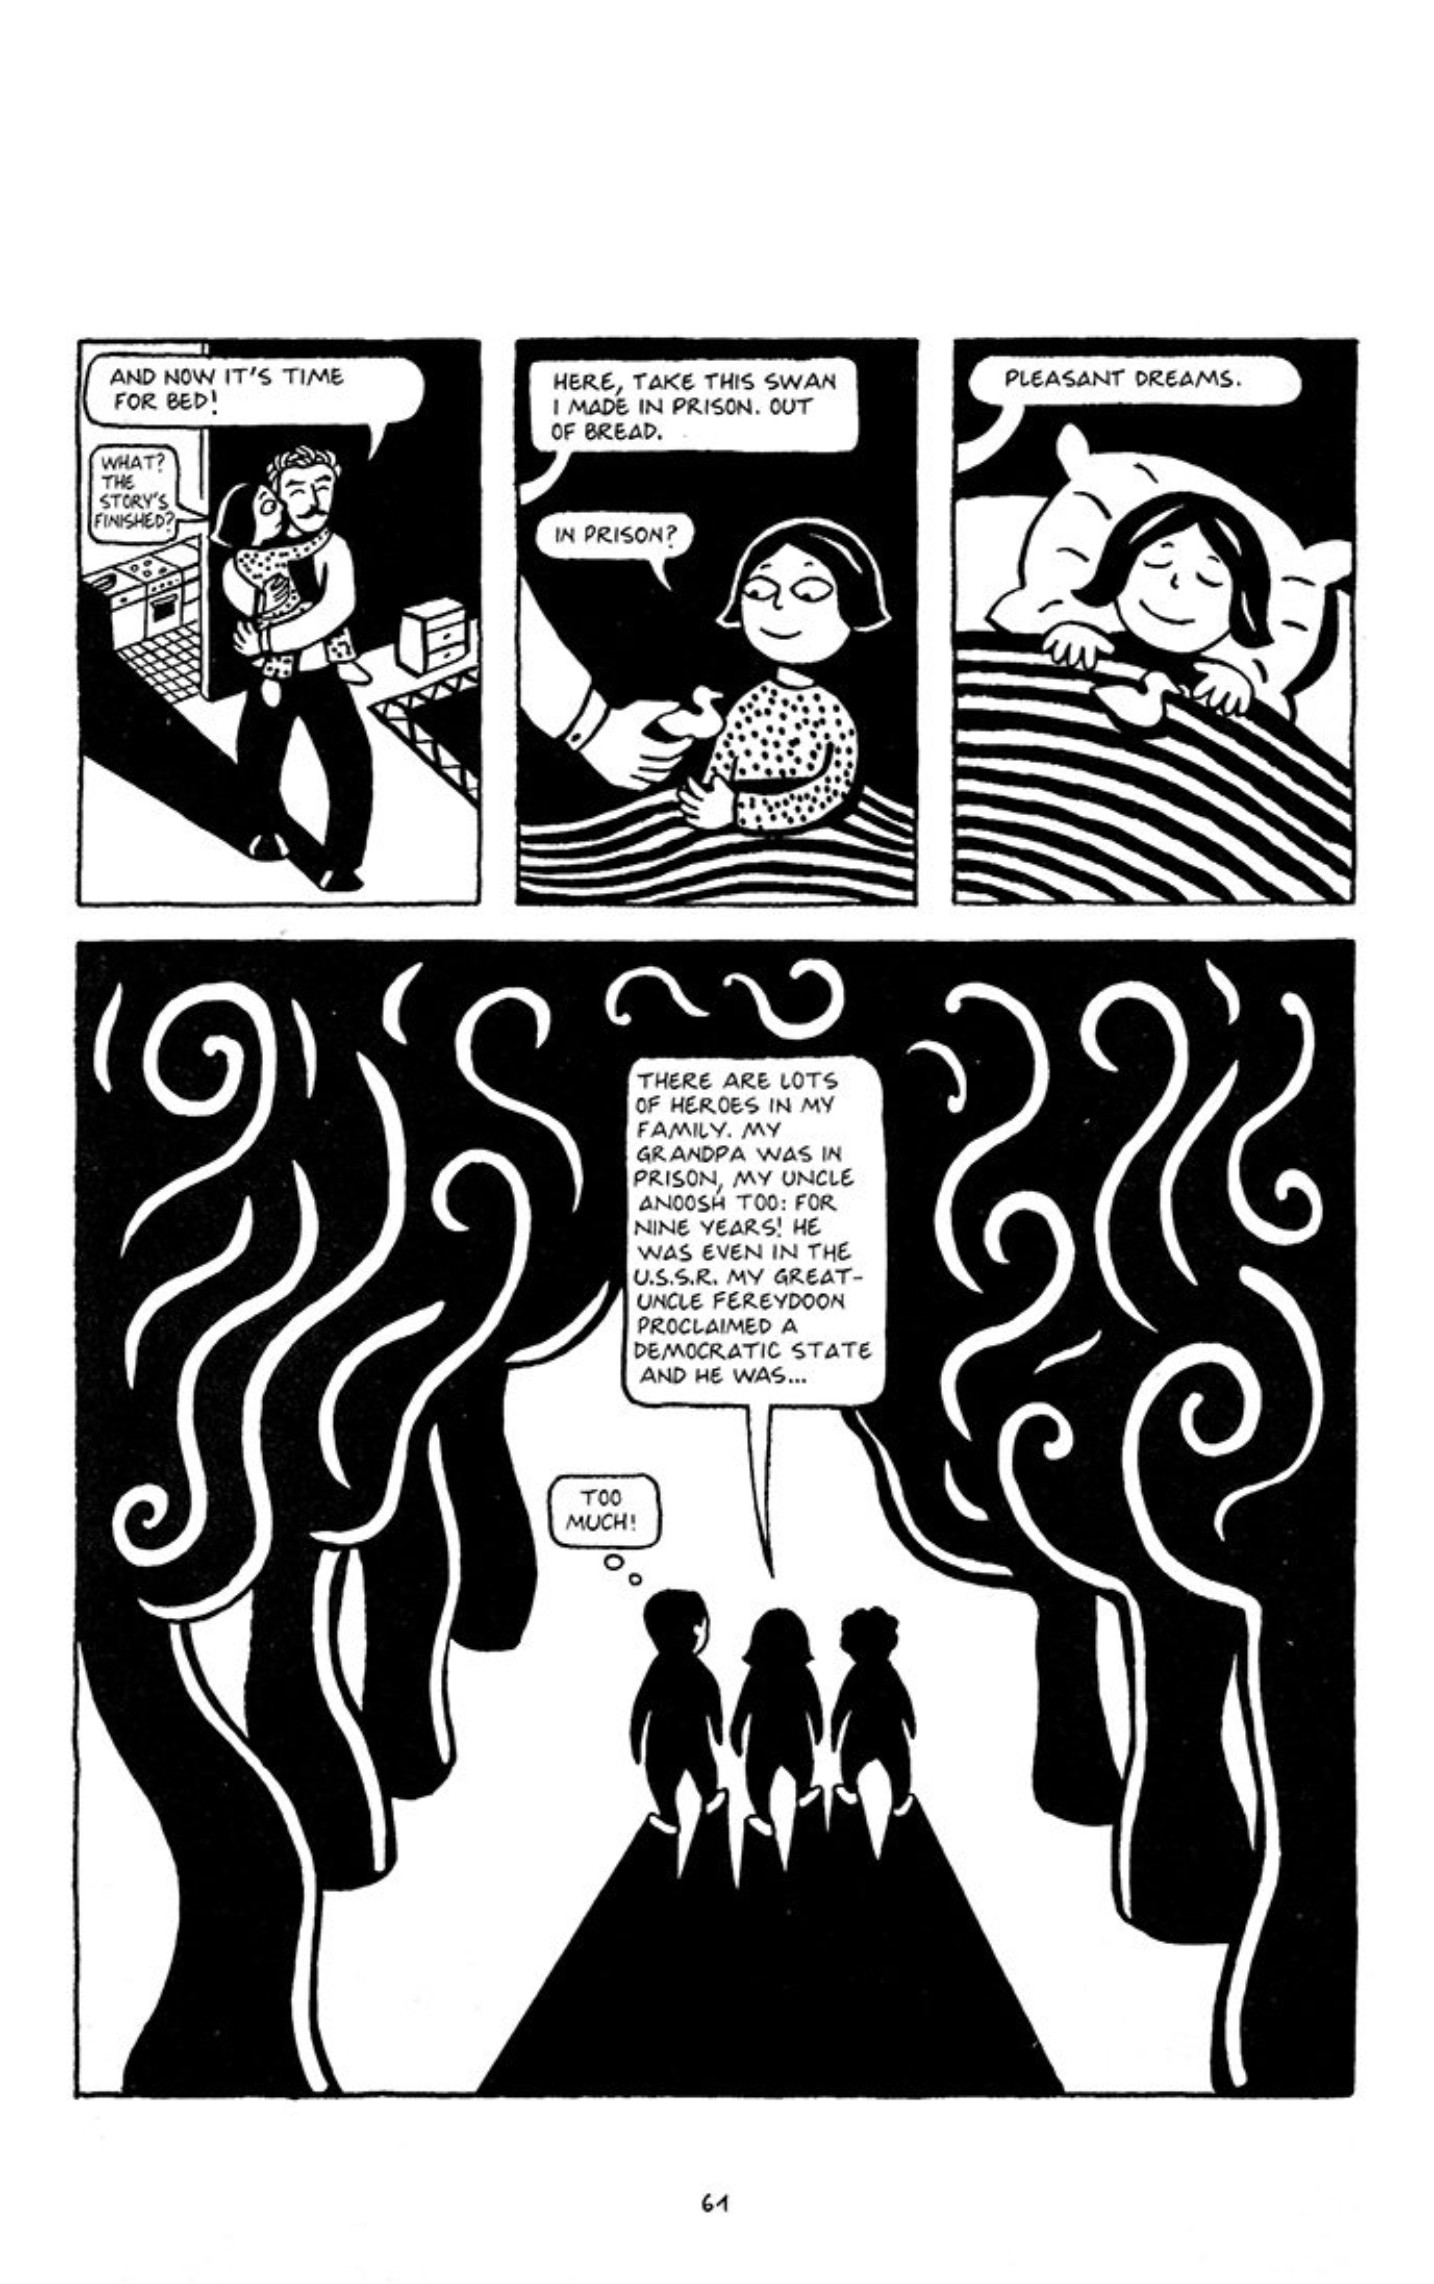 AND NOW IT'S TIME
FOR BED!
WHAT?
THE
STORY'S
FINISHED?
HERE, TAKE THIS SWAN
I MADE IN PRISON. OUT
OF BREAD.
IN PRISON?
PLEASANT DREAMS.
THERE ARE LOTS
OF HEROES IN MY
FAMILY. MY
GRANDPA WAS IN
PRISON, MY UNCLE
ANOOSH TOO: FOR
NINE YEARS! HE
WAS EVEN IN THE
U.S.S.R. MY GREAT-
UNCLE FEREYDOON
PROCLAIMED A
DEMOCRATIC STATE
AND HE WAS...
TOO
MUCH!
61